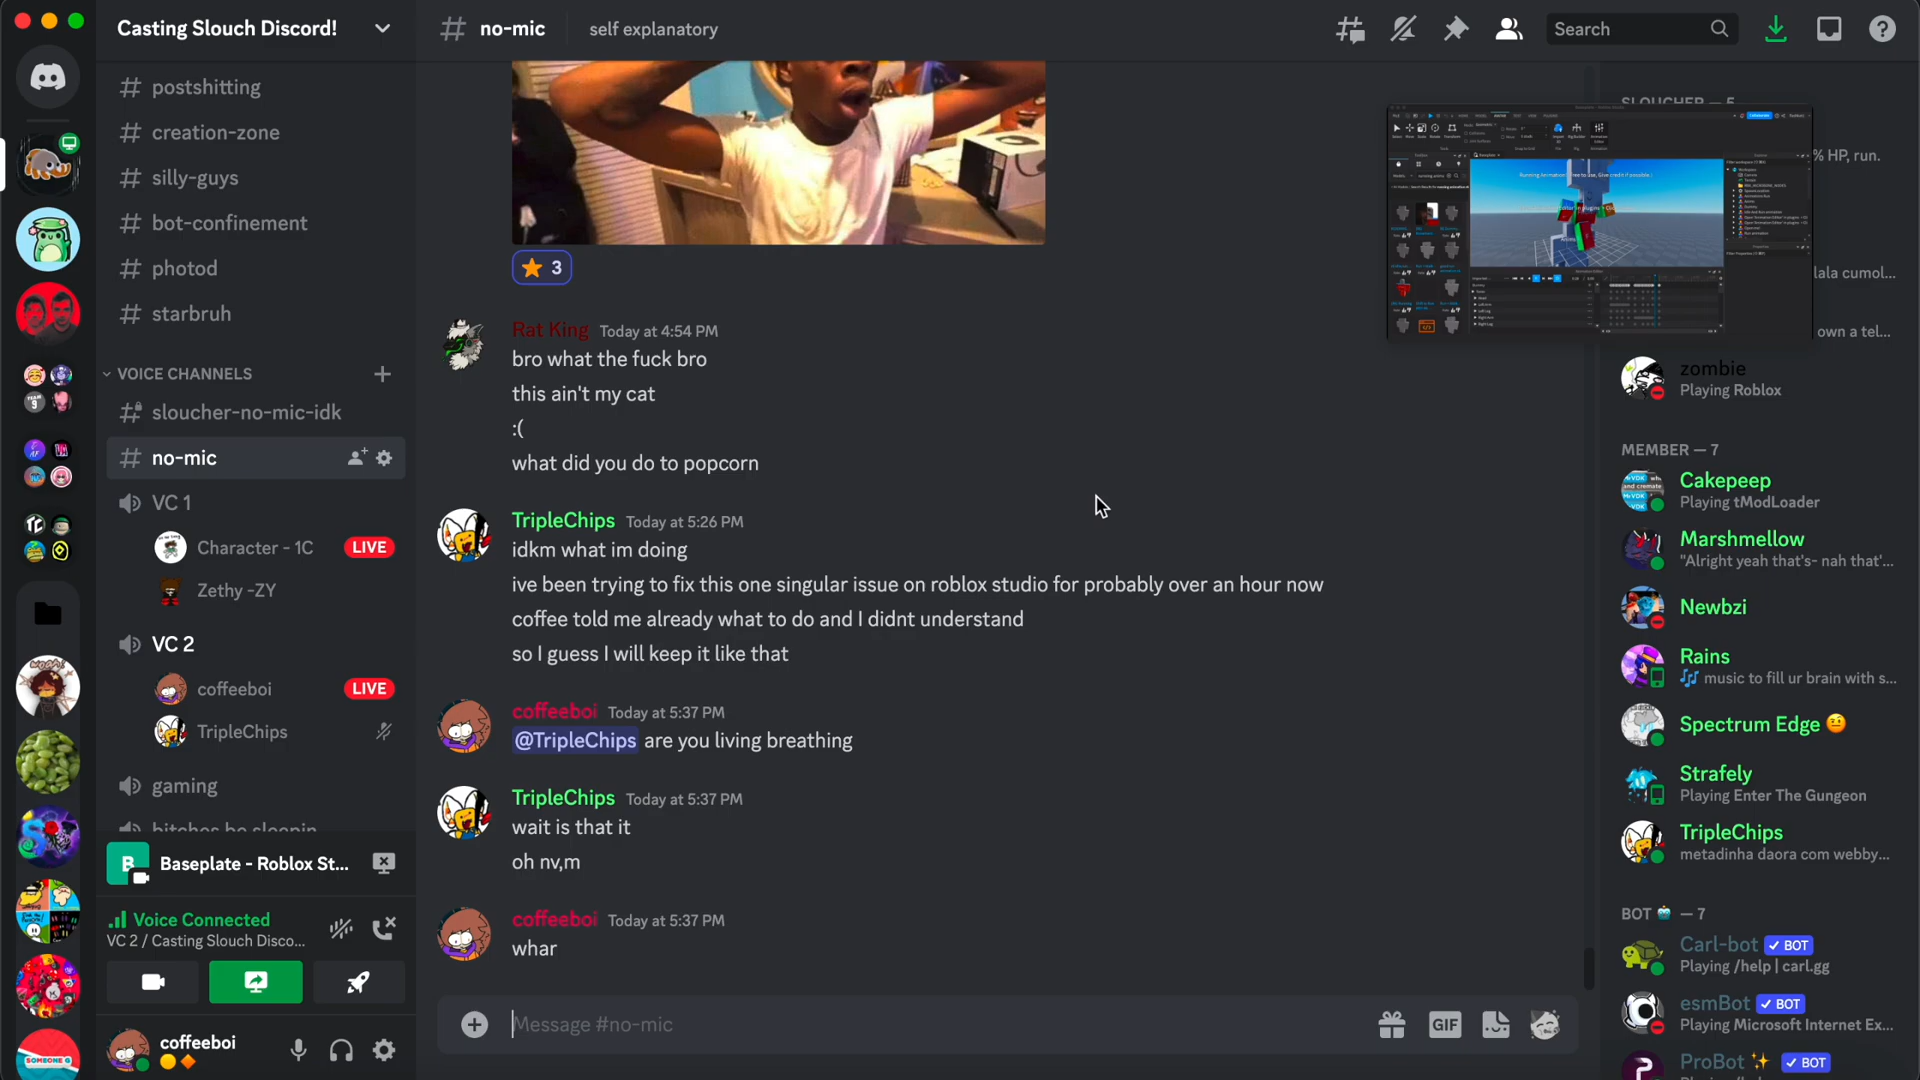 Casting Slouch Discord!
# no-mic
self explanatory
Search
# postshitting
# creation-zone
# silly-guys
# bot-confinement
# photod
# starbruh
VOICE CHANNELS
# sloucher-no-mic-idk
# no-mic
VC 1
Character - 1C LIVE
Zethy -ZY
VC 2
coffeeboi LIVE
TripleChips
gaming
bitches be sleepin
Baseplate - Roblox St...
Voice Connected
VC 2 / Casting Slouch Disco...
coffeeboi
TEAM
9
SOMEONE G
3
Rat King Today at 4:54 PM
bro what the fuck bro
this ain't my cat
:(
what did you do to popcorn
TripleChips Today at 5:26 PM
idkm what im doing
ive been trying to fix this one singular issue on roblox studio for probably over an hour now
coffee told me already what to do and I didnt understand
so I guess I will keep it like that
coffeeboi Today at 5:37 PM
@TripleChips are you living breathing
TripleChips Today at 5:37 PM
wait is that it
oh nv,m
coffeeboi Today at 5:37 PM
whar
Message #no-mic
GIF
SLOUCHER — 5
% HP, run.
lala cumol...
own a tel...
zombie
Playing Roblox
MEMBER — 7
Cakepeep
Playing tModLoader
Marshmellow
"Alright yeah that's- nah that'...
Newbzi
Rains
music to fill ur brain with s...
Spectrum Edge
Strafely
Playing Enter The Gungeon
TripleChips
metadinha daora com webby...
BOT — 7
Carl-bot BOT
Playing /help | carl.gg
esmBot BOT
Playing Microsoft Internet Ex...
ProBot BOT